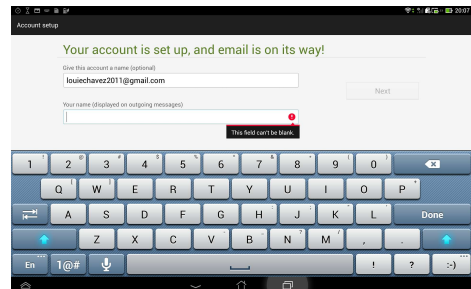 20:07
Account setup
Your account is set up, and email is on its way!
Give this account a name (optional)
louiechavez2011@gmail.com
Next
Your name (displayed on outgoing messages)
This field can't be blank.
1 2 3 4 5 6 7 8 9 0
Q W E R T Y U I O P
A S D F G H J K L Done
Z X C V B N M , .
En 1@# ! ? :-)